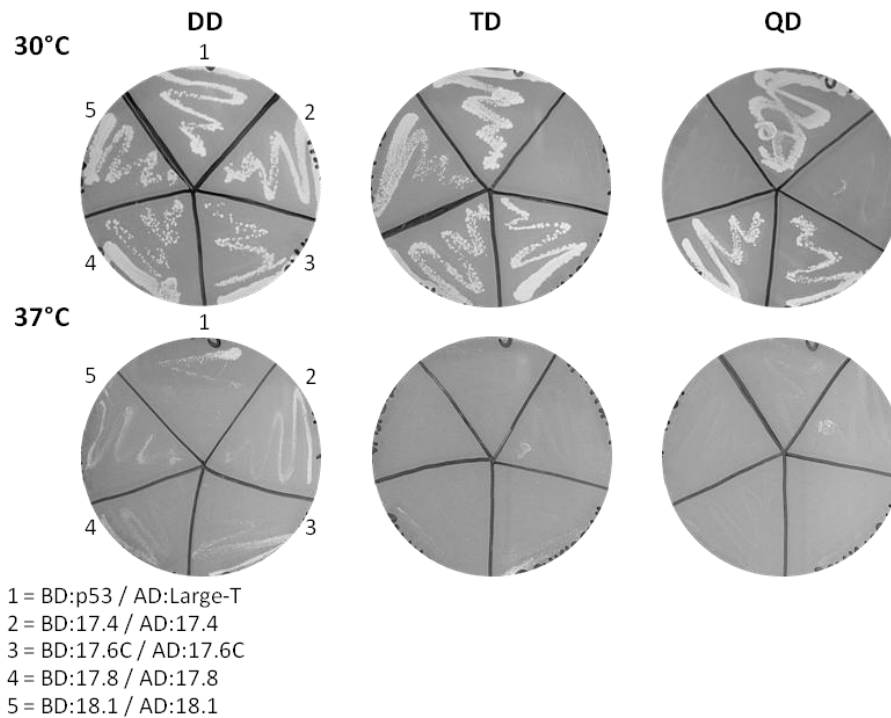 DD TD QD
30°C
1
5
2
4
3
37°C
1
5
2
4
3
1 = BD:p53 / AD:Large-T
2 = BD:17.4 / AD:17.4
3 = BD:17.6C / AD:17.6C
4 = BD:17.8 / AD:17.8
5 = BD:18.1 / AD:18.1